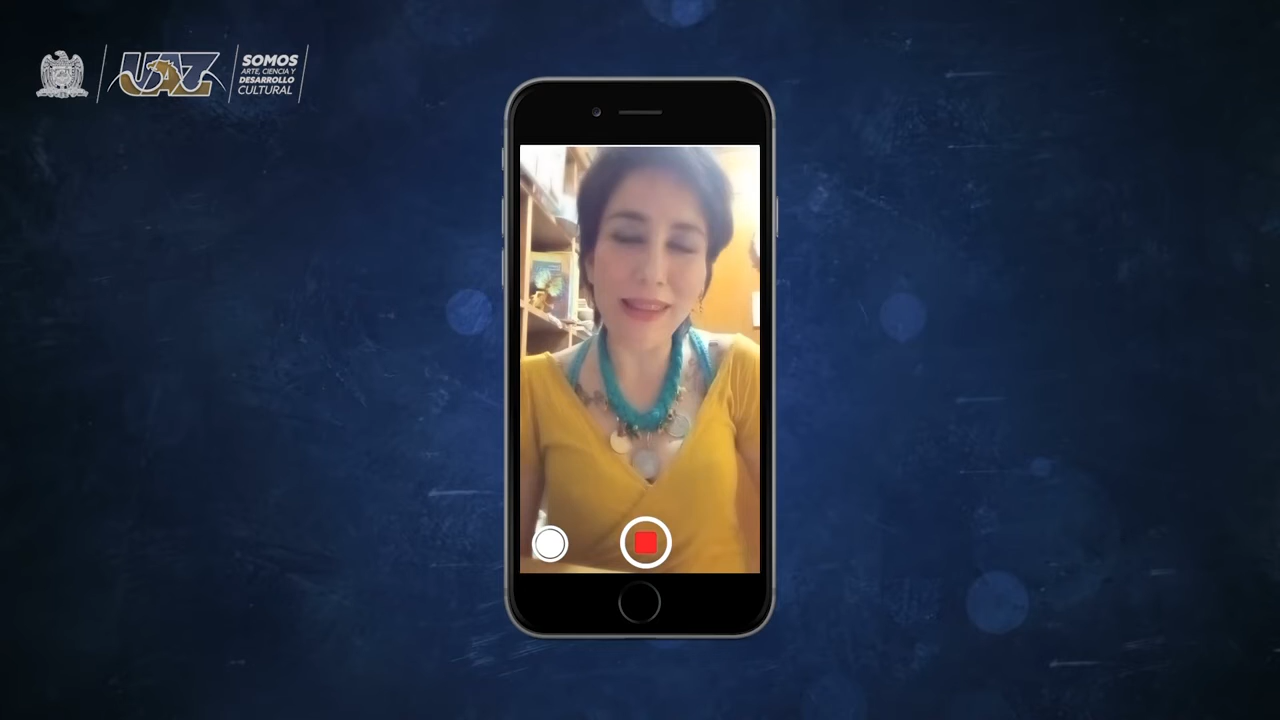 UAZ
SOMOS
ARTE, CIENCIA Y
DESARROLLO
CULTURAL